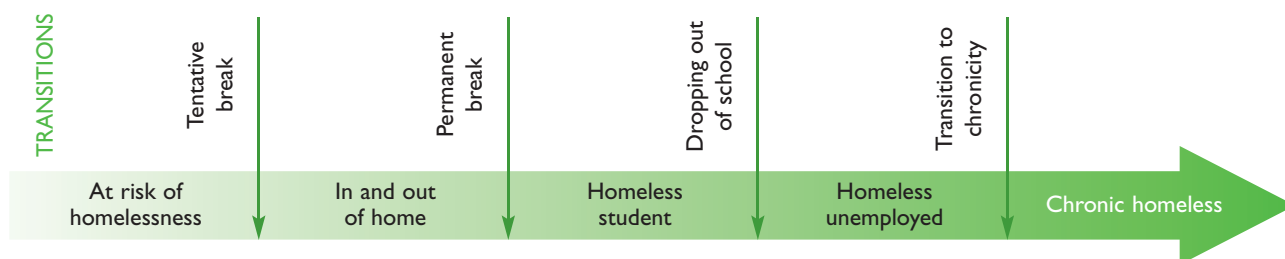 TRANSITIONS
Tentative
break
Permanent
break
Dropping out
of school
Transition to
chronicity
At risk of
homelessness
In and out
of home
Homeless
student
Homeless
unemployed
Chronic homeless